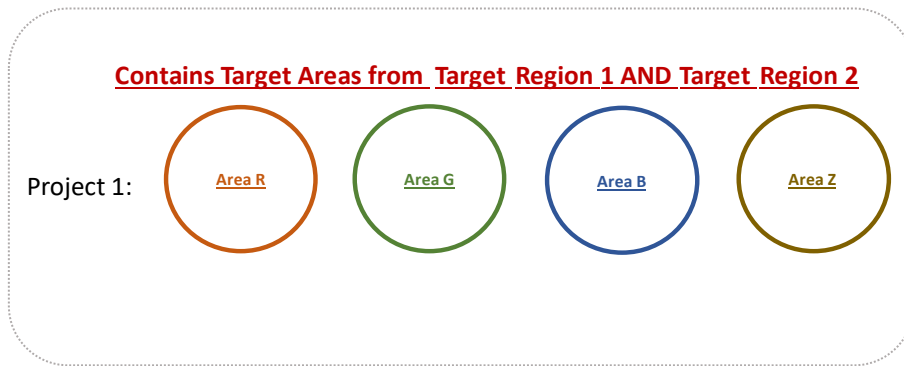 Contains Target Areas from Target Region 1 AND Target Region 2
Project 1:
Area R
Area G
Area B
Area Z